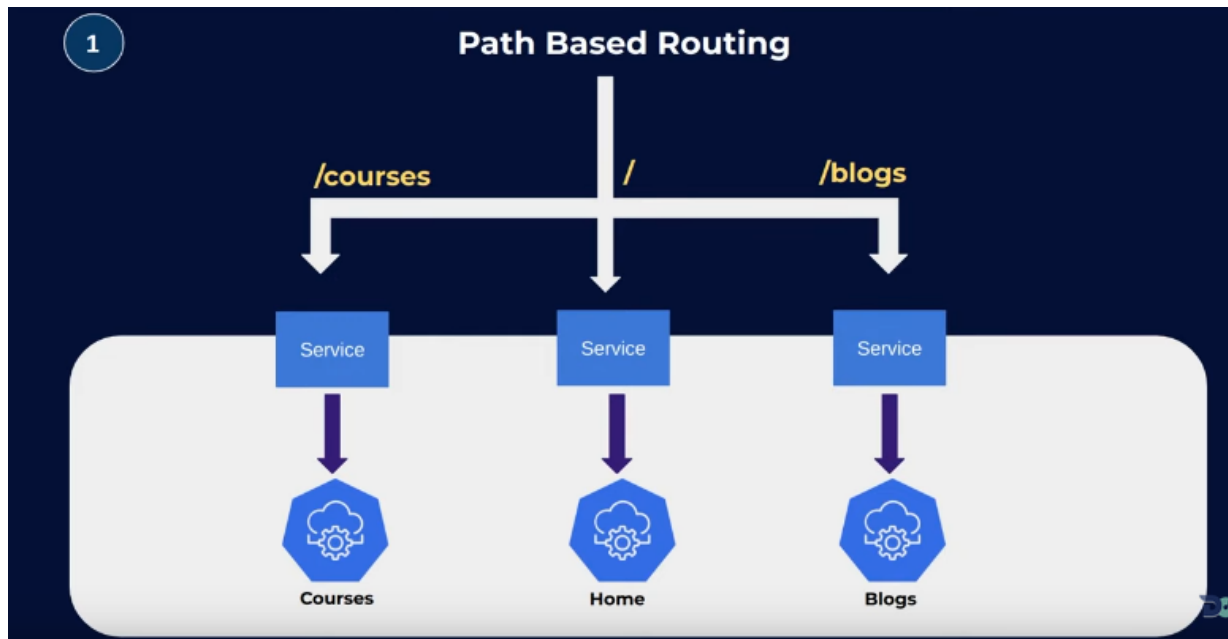 1
Path Based Routing
/courses
/
/blogs
Service
Service
Service
Courses
Home
Blogs